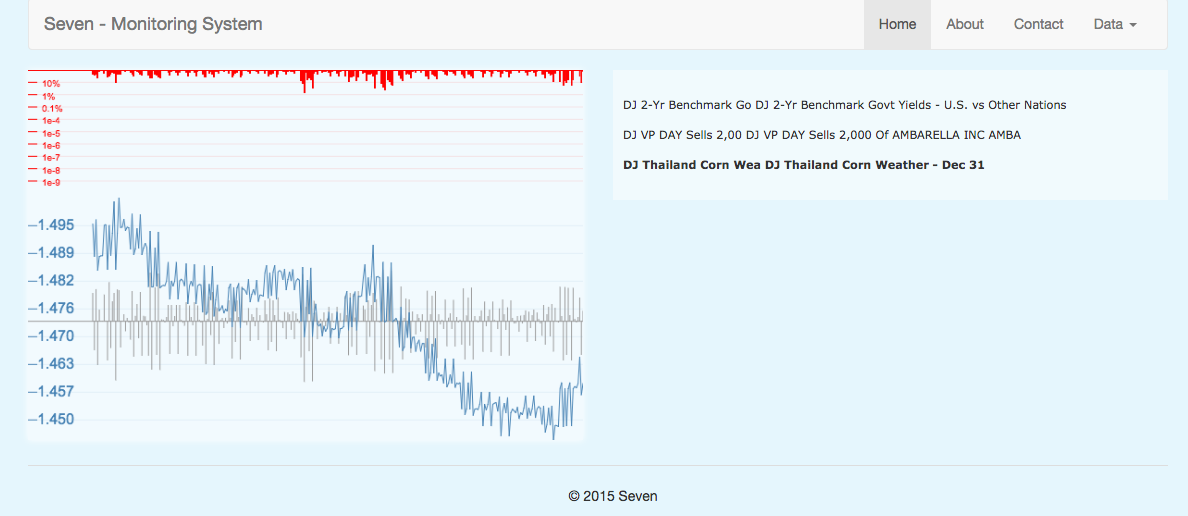 Seven - Monitoring System
Home
About
Contact
Data
10%
1%
0.1%
1e-4
1e-5
1e-6
1e-7
1e-8
1e-9
1.495
1.489
1.482
1.476
1.470
1.463
1.457
1.450
DJ 2-Yr Benchmark Go DJ 2-Yr Benchmark Govt Yields - U.S. vs Other Nations
DJ VP DAY Sells 2,00 DJ VP DAY Sells 2,000 Of AMBARELLA INC AMBA
DJ Thailand Corn Wea DJ Thailand Corn Weather - Dec 31
© 2015 Seven